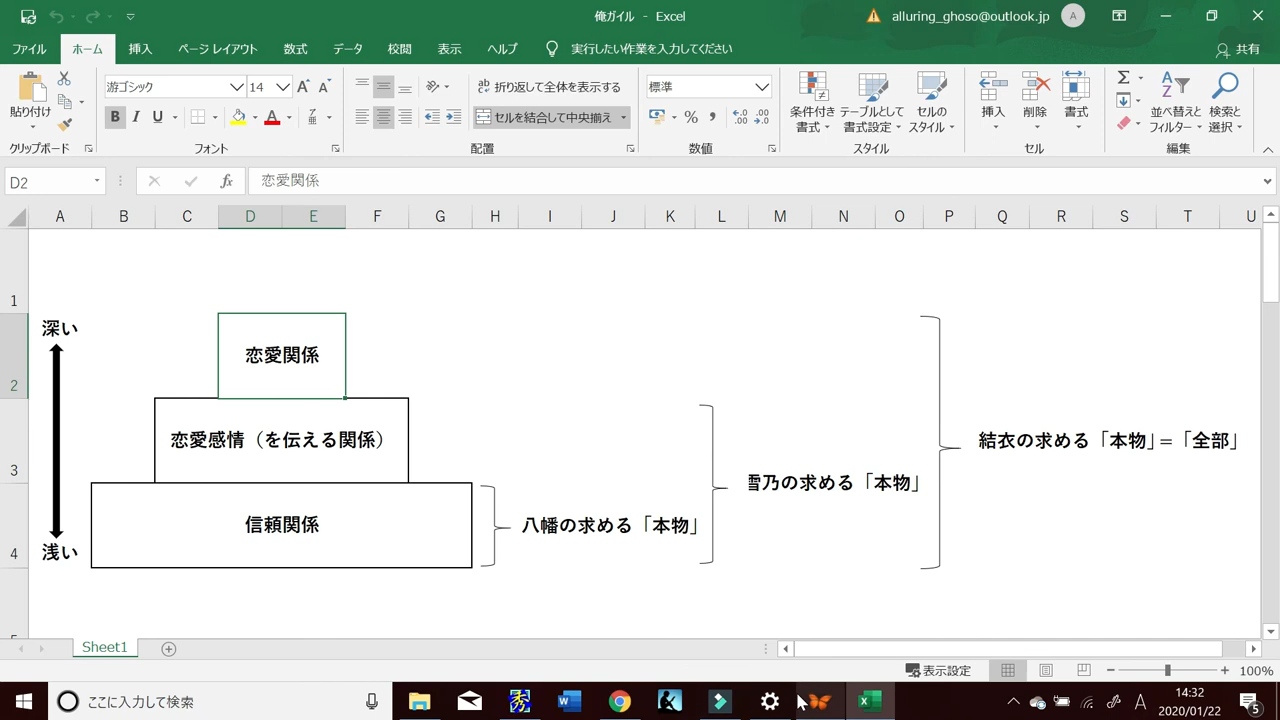 俺ガイル - Excel
alluring_ghoso@outlook.jp
A
ファイル ホーム 挿入 ページ レイアウト 数式 データ 校閲 表示 ヘルプ 実行したい作業を入力してください 共有
貼り付け
游ゴシック 14
B I U
折り返して全体を表示する
セルを結合して中央揃え
標準
条件付き書式
テーブルとして書式設定
セルのスタイル
挿入 削除 書式
並べ替えとフィルター
検索と選択
クリップボード フォント 配置 数値 スタイル セル 編集
D2 fx 恋愛関係
A B C D E F G H I J K L M N O P Q R S T U
1
深い
恋愛関係
2
恋愛感情（を伝える関係）
結衣の求める「本物」=「全部」
3
雪乃の求める「本物」
信頼関係
八幡の求める「本物」
浅い
4
5
Sheet1
表示設定
100%
ここに入力して検索
秀
A
14:32
2020/01/22
5